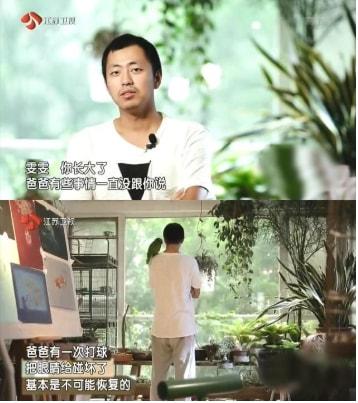 江苏卫视
雯雯 你长大了
爸爸有些事情一直没跟你说
江苏卫视
爸爸有一次打球
把眼睛给碰坏了
基本是不可能恢复的